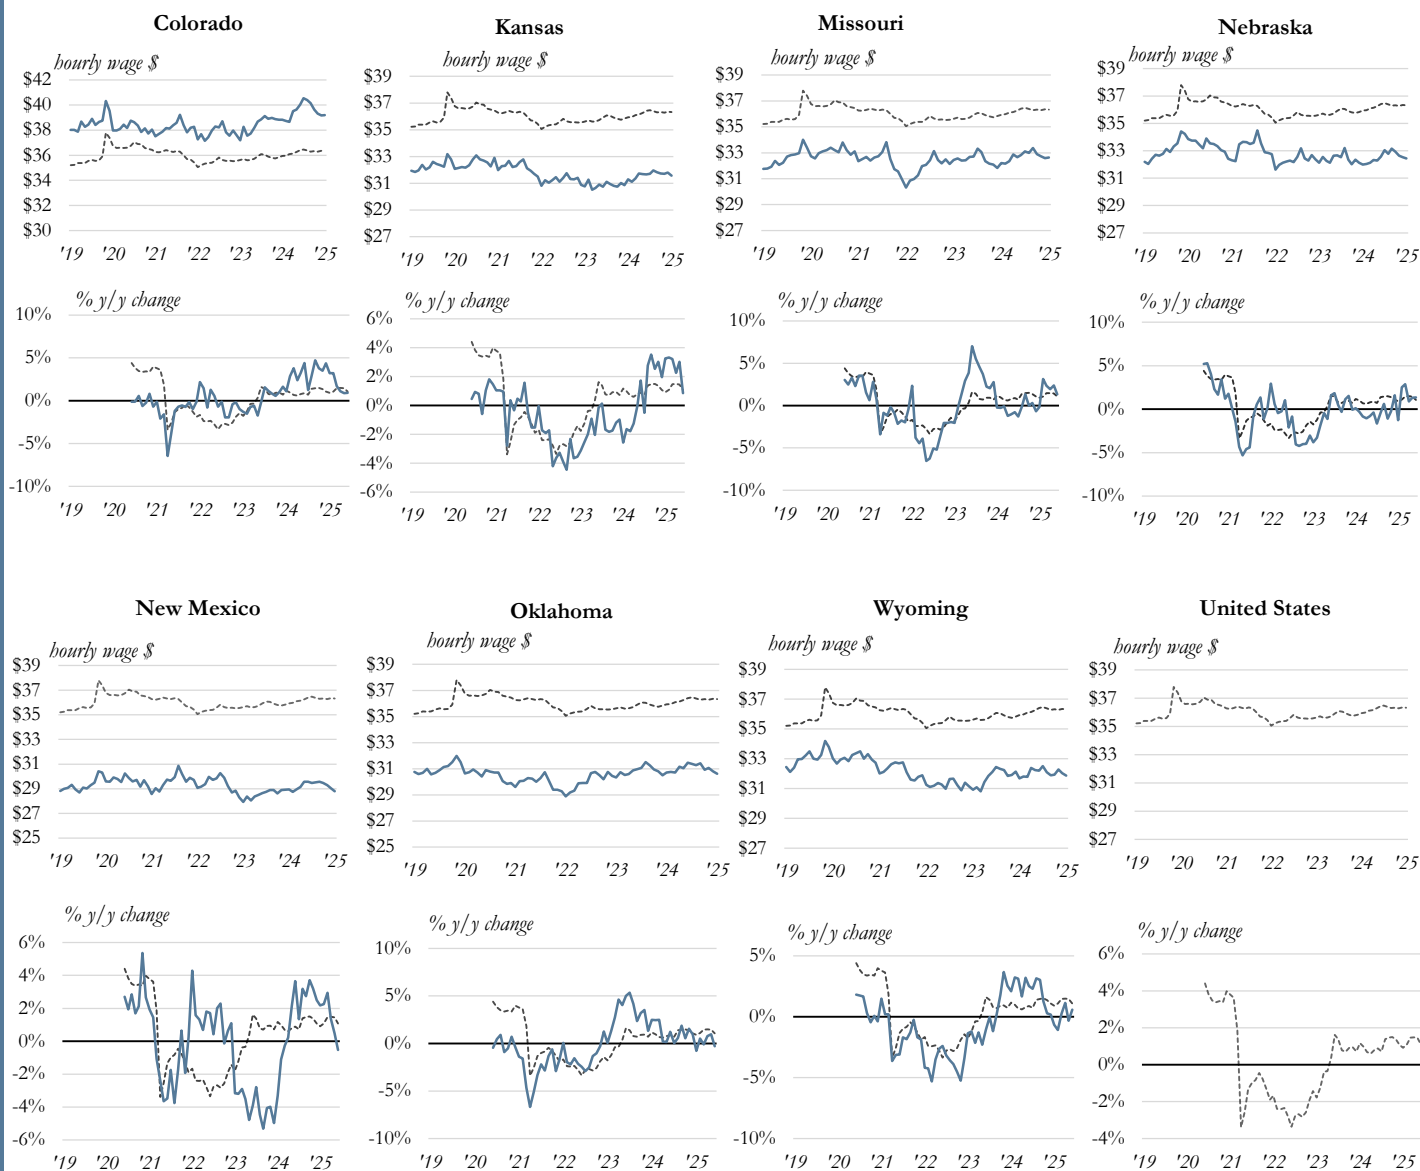 Colorado
hourly wage $
$42
$40
$38
$36
$34
$32
$30
'19 '20 '21 '22 '23 '24 '25
Kansas
hourly wage $
$39
$37
$35
$33
$31
$29
$27
'19 '20 '21 '22 '23 '24 '25
Missouri
hourly wage $
$39
$37
$35
$33
$31
$29
$27
'19 '20 '21 '22 '23 '24 '25
Nebraska
hourly wage $
$39
$37
$35
$33
$31
$29
$27
'19 '20 '21 '22 '23 '24 '25
% y/y change
10%
5%
0%
-5%
-10%
'19 '20 '21 '22 '23 '24 '25
% y/y change
6%
4%
2%
0%
-2%
-4%
-6%
'19 '20 '21 '22 '23 '24 '25
% y/y change
10%
5%
0%
-5%
-10%
'19 '20 '21 '22 '23 '24 '25
% y/y change
10%
5%
0%
-5%
-10%
'19 '20 '21 '22 '23 '24 '25
New Mexico
hourly wage $
$39
$37
$35
$33
$31
$29
$27
$25
'19 '20 '21 '22 '23 '24 '25
Oklahoma
hourly wage $
$39
$37
$35
$33
$31
$29
$27
$25
'19 '20 '21 '22 '23 '24 '25
Wyoming
hourly wage $
$39
$37
$35
$33
$31
$29
$27
'19 '20 '21 '22 '23 '24 '25
United States
hourly wage $
$39
$37
$35
$33
$31
$29
$27
'19 '20 '21 '22 '23 '24 '25
% y/y change
6%
4%
2%
0%
-2%
-4%
-6%
'19 '20 '21 '22 '23 '24 '25
% y/y change
10%
5%
0%
-5%
-10%
'19 '20 '21 '22 '23 '24 '25
% y/y change
5%
0%
-5%
-10%
'19 '20 '21 '22 '23 '24 '25
% y/y change
6%
4%
2%
0%
-2%
-4%
'19 '20 '21 '22 '23 '24 '25